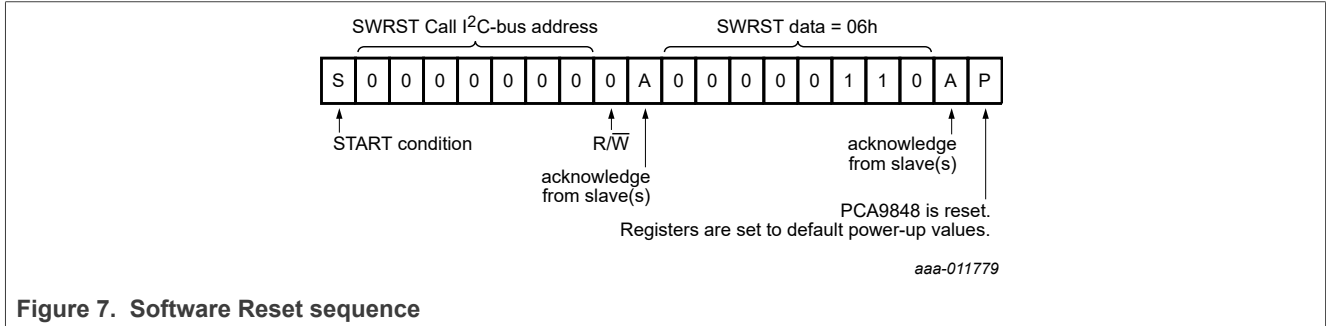 SWRST Call I2C-bus address SWRST data = 06h
S 0 0 0 0 0 0 0 0 A 0 0 0 0 0 1 1 0 A P
START condition R/W acknowledge from slave(s) acknowledge from slave(s)
PCA9848 is reset.
Registers are set to default power-up values.
aaa-011779
Figure 7. Software Reset sequence